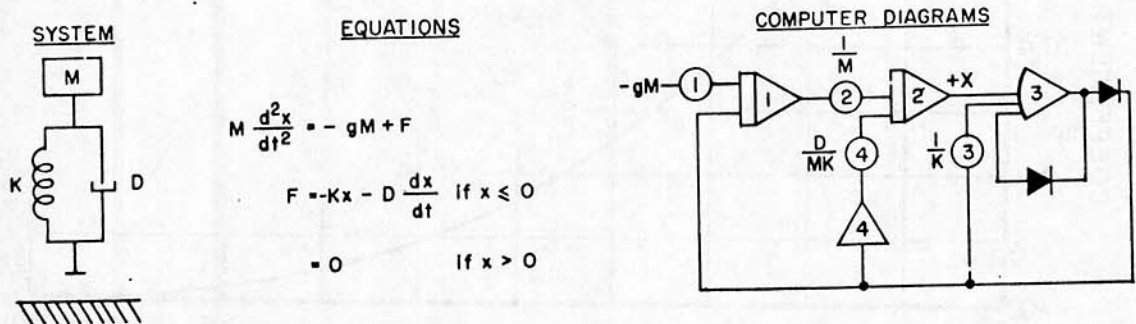 SYSTEM
M
K
D
EQUATIONS
M d²x/dt² = - gM + F
F = -Kx - D dx/dt if x ≤ 0
= 0 if x > 0
COMPUTER DIAGRAMS
-gM
1
1
1/M
2
2
+X
3
D/MK
4
1/K
3
4